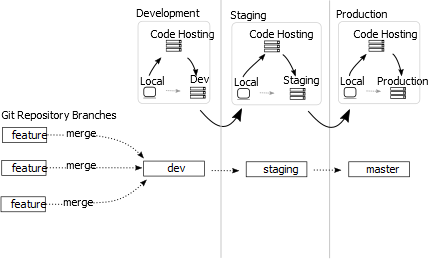 Development
Staging
Production
Code Hosting
Code Hosting
Code Hosting
Local
Dev
Local
Staging
Local
Production
Git Repository Branches
feature
merge
feature
merge
feature
merge
dev
staging
master